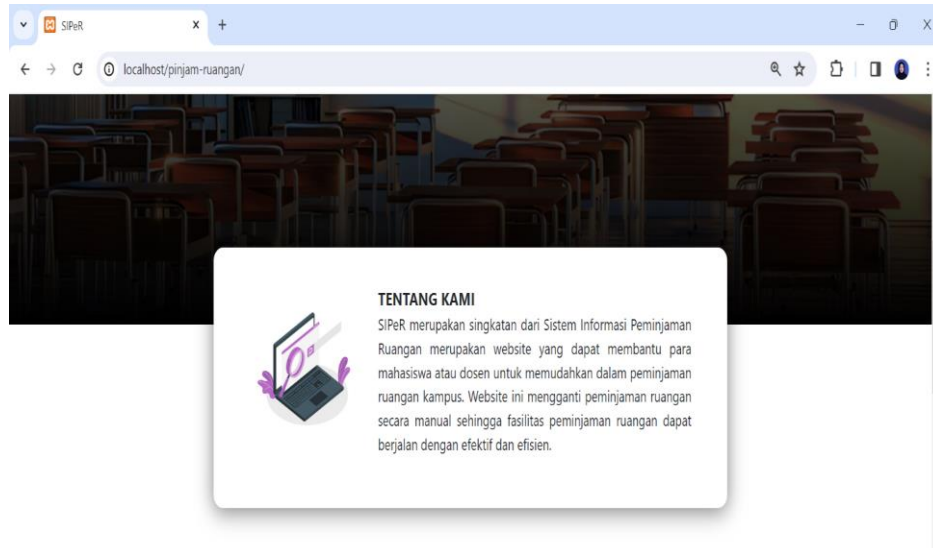 SIPeR
localhost/pinjam-ruangan/
TENTANG KAMI
SIPeR merupakan singkatan dari Sistem Informasi Peminjaman
Ruangan merupakan website yang dapat membantu para
mahasiswa atau dosen untuk memudahkan dalam peminjaman
ruangan kampus. Website ini mengganti peminjaman ruangan
secara manual sehingga fasilitas peminjaman ruangan dapat
berjalan dengan efektif dan efisien.